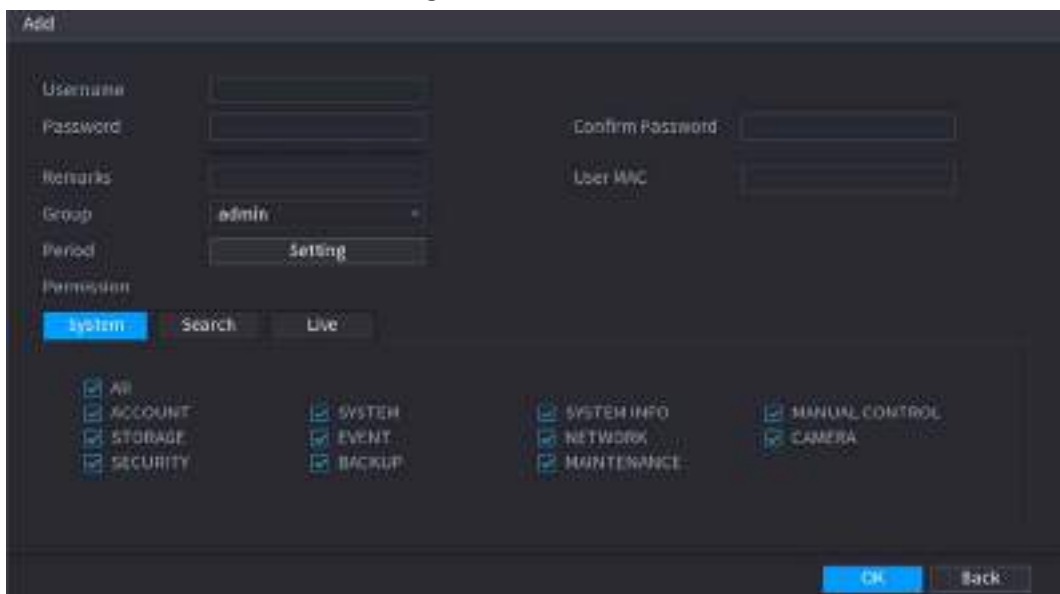 Add
Username
Password Confirm Password
Remarks User MAC
Group admin
Period Setting
Permission
System Search Live
All
ACCOUNT SYSTEM SYSTEM INFO MANUAL CONTROL
STORAGE EVENT NETWORK CAMERA
SECURITY BACKUP MAINTENANCE
OK Back